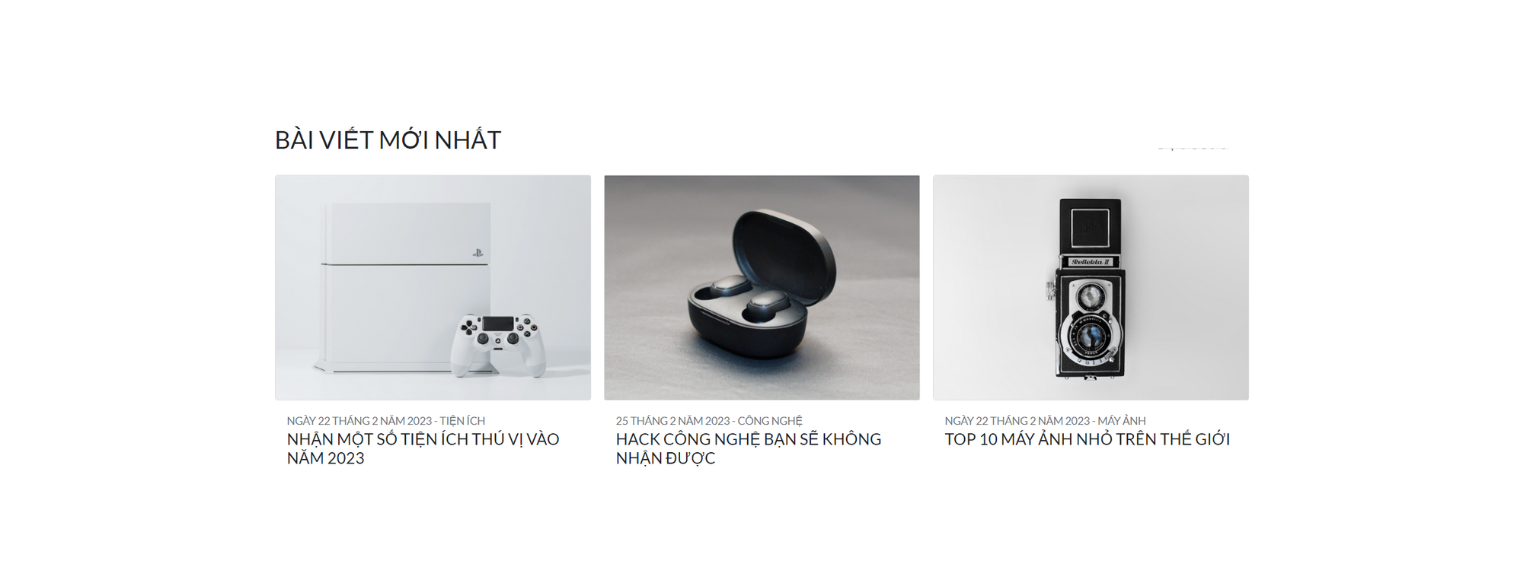 BÀI VIẾT MỚI NHẤT
NGÀY 22 THÁNG 2 NĂM 2023 - TIỆN ÍCH
NHẬN MỘT SỐ TIỆN ÍCH THÚ VỊ VÀO
NĂM 2023
25 THÁNG 2 NĂM 2023 - CÔNG NGHỆ
HACK CÔNG NGHỆ BẠN SẼ KHÔNG
NHẬN ĐƯỢC
Rolleicord II
NGÀY 22 THÁNG 2 NĂM 2023 - MÁY ẢNH
TOP 10 MÁY ẢNH NHỎ TRÊN THẾ GIỚI